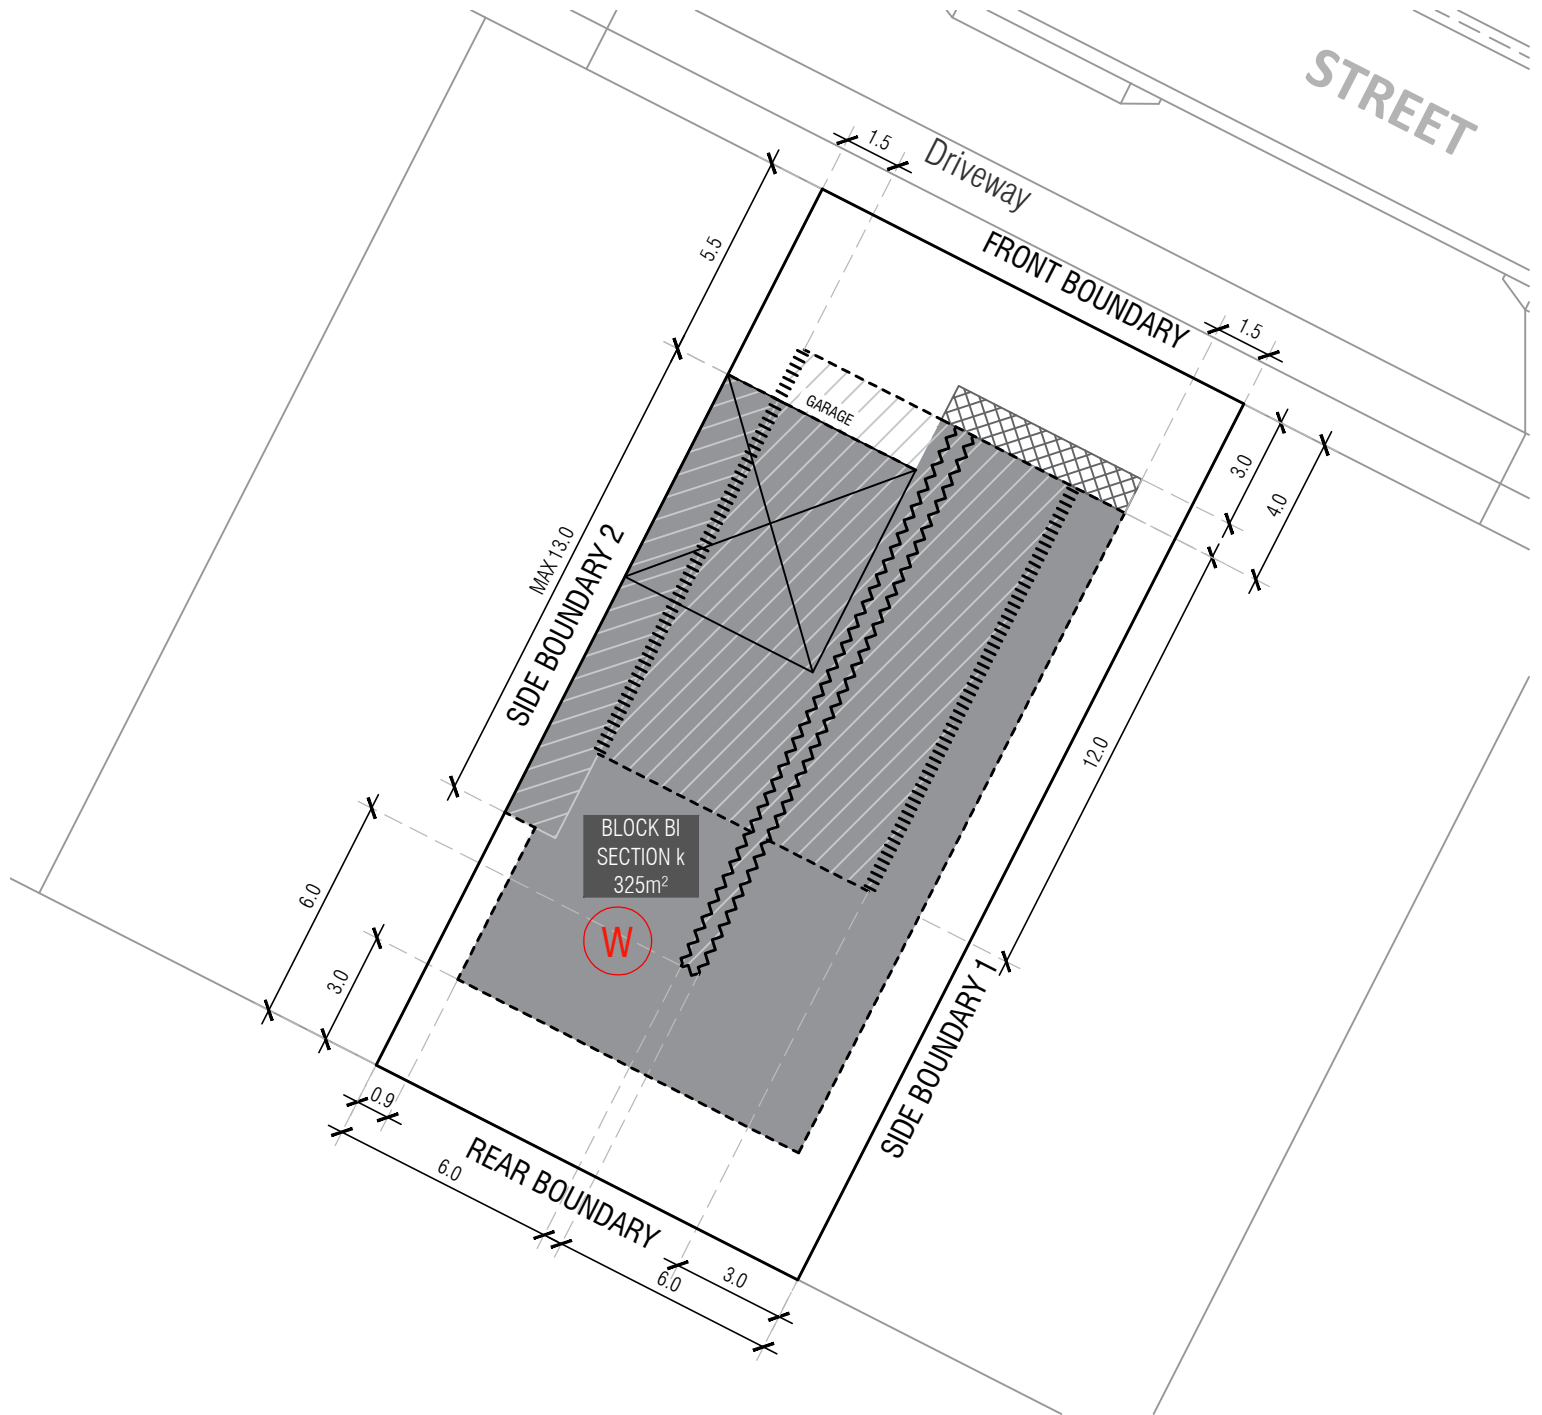 STREET
1.5
Driveway
5.5
FRONT BOUNDARY
1.5
GARAGE
3.0
4.0
MAX 13.0
SIDE BOUNDARY 2
12.0
BLOCK BI
SECTION k
325m²
6.0
W
3.0
SIDE BOUNDARY 1
0.9
6.0
REAR BOUNDARY
3.0
6.0